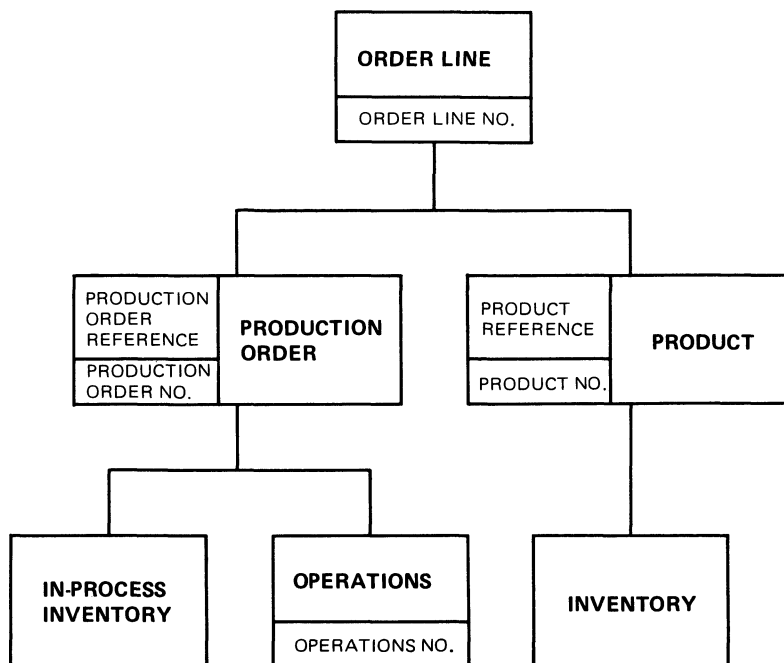 ORDER LINE
ORDER LINE NO.
PRODUCTION
ORDER
REFERENCE
PRODUCTION
ORDER NO.
PRODUCTION
ORDER
PRODUCT
REFERENCE
PRODUCT NO.
PRODUCT
IN-PROCESS
INVENTORY
OPERATIONS
OPERATIONS NO.
INVENTORY